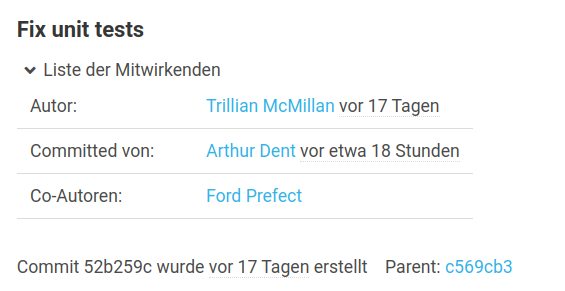 Fix unit tests
Liste der Mitwirkenden
Autor: Trillian McMillan vor 17 Tagen
Committed von: Arthur Dent vor etwa 18 Stunden
Co-Autoren: Ford Prefect
Commit 52b259c wurde vor 17 Tagen erstellt Parent: c569cb3